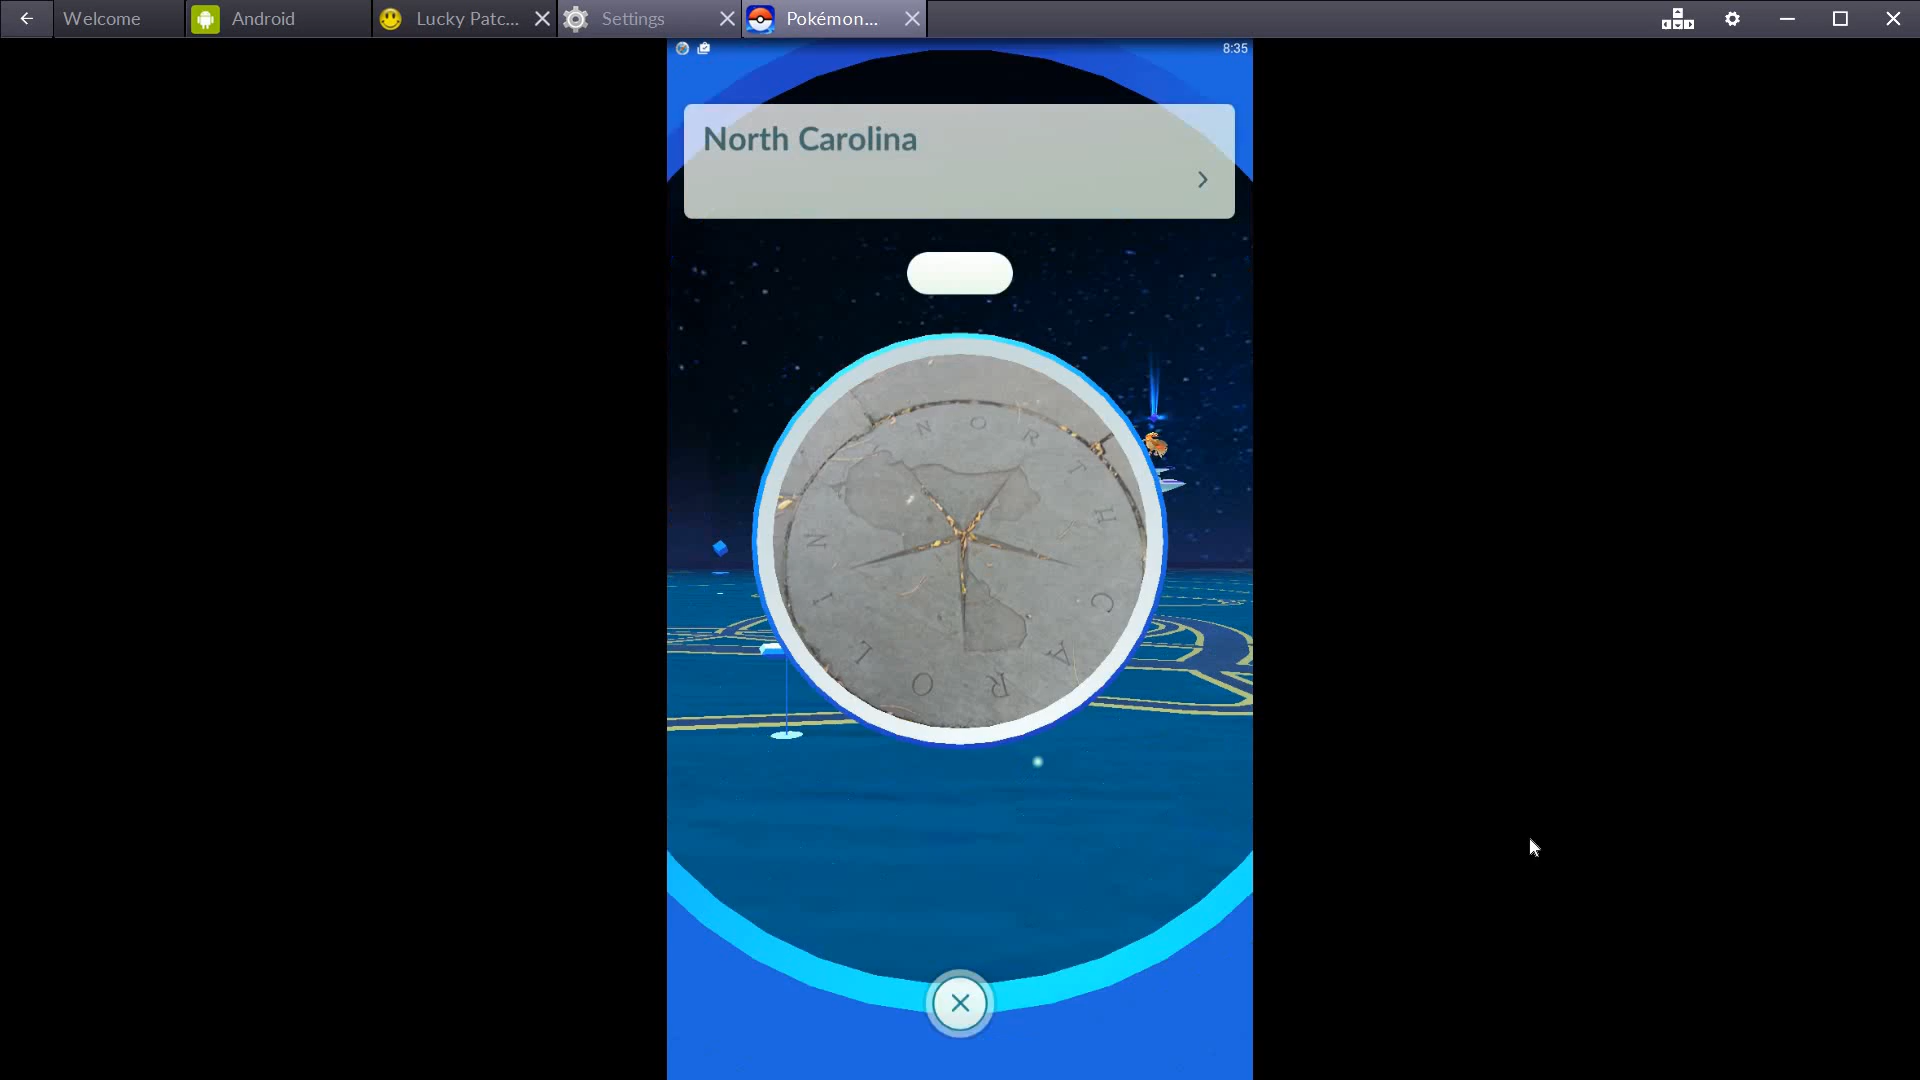 Welcome
Android
Lucky Patc...
Settings
Pokémon...
8:35
North Carolina
NORTH CAROLINA